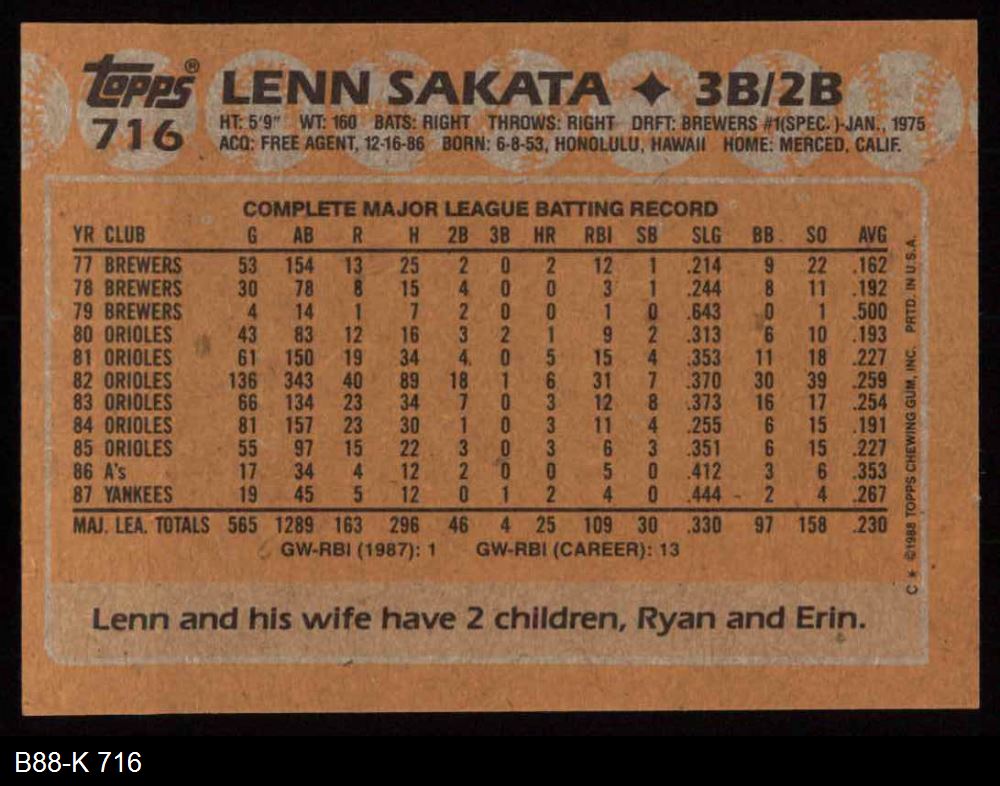 topps® LENN SAKATA ✦ 3B/2B
716 HT: 5'9" WT: 160 BATS: RIGHT THROWS: RIGHT DRFT: BREWERS #1(SPEC.)-JAN., 1975
ACQ: FREE AGENT, 12-16-86 BORN: 6-8-53, HONOLULU, HAWAII HOME: MERCED, CALIF.
COMPLETE MAJOR LEAGUE BATTING RECORD
YR CLUB G AB R H 2B 3B HR RBI SB SLG BB SO AVG
77 BREWERS 53 154 13 25 2 0 2 12 1 .214 9 22 .162
78 BREWERS 30 78 8 15 4 0 0 3 1 .244 8 11 .192
79 BREWERS 4 14 1 7 2 0 0 1 0 .643 0 1 .500
80 ORIOLES 43 83 12 16 3 2 1 9 2 .313 6 10 .193
81 ORIOLES 61 150 19 34 4 0 5 15 4 .353 11 18 .227
82 ORIOLES 136 343 40 89 18 1 6 31 7 .370 30 39 .259
83 ORIOLES 66 134 23 34 7 0 3 12 8 .373 16 17 .254
84 ORIOLES 81 157 23 30 1 0 3 11 4 .255 6 15 .191
85 ORIOLES 55 97 15 22 3 0 3 6 3 .351 6 15 .227
86 A's 17 34 4 12 2 0 0 5 0 .412 3 6 .353
87 YANKEES 19 45 5 12 0 1 2 4 0 .444 2 4 .267
MAJ. LEA. TOTALS 565 1289 163 296 46 4 25 109 30 .330 97 158 .230
GW-RBI (1987): 1 GW-RBI (CAREER): 13
C * ©1988 TOPPS CHEWING GUM, INC. PRTD. IN U.S.A.
Lenn and his wife have 2 children, Ryan and Erin.
B88-K 716